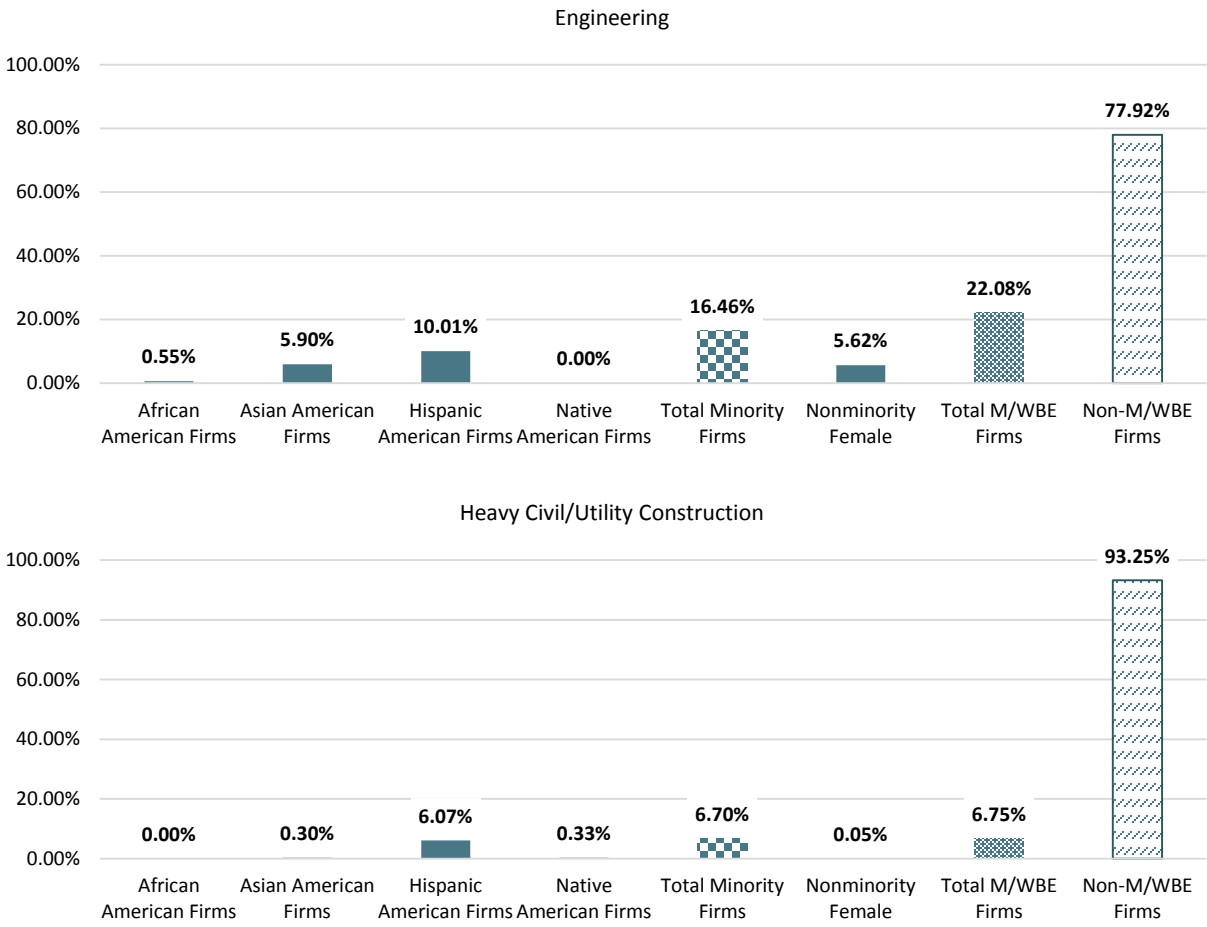 Engineering
100.00%
80.00%
60.00%
40.00%
20.00%
0.00%
0.55%
5.90%
10.01%
0.00%
16.46%
5.62%
22.08%
77.92%
African
American Firms
Asian American
Firms
Hispanic
American Firms
Native
American Firms
Total Minority
Firms
Nonminority
Female
Total M/WBE
Firms
Non-M/WBE
Firms
Heavy Civil/Utility Construction
100.00%
80.00%
60.00%
40.00%
20.00%
0.00%
0.00%
0.30%
6.07%
0.33%
6.70%
0.05%
6.75%
93.25%
African
American Firms
Asian American
Firms
Hispanic
American Firms
Native
American Firms
Total Minority
Firms
Nonminority
Female
Total M/WBE
Firms
Non-M/WBE
Firms